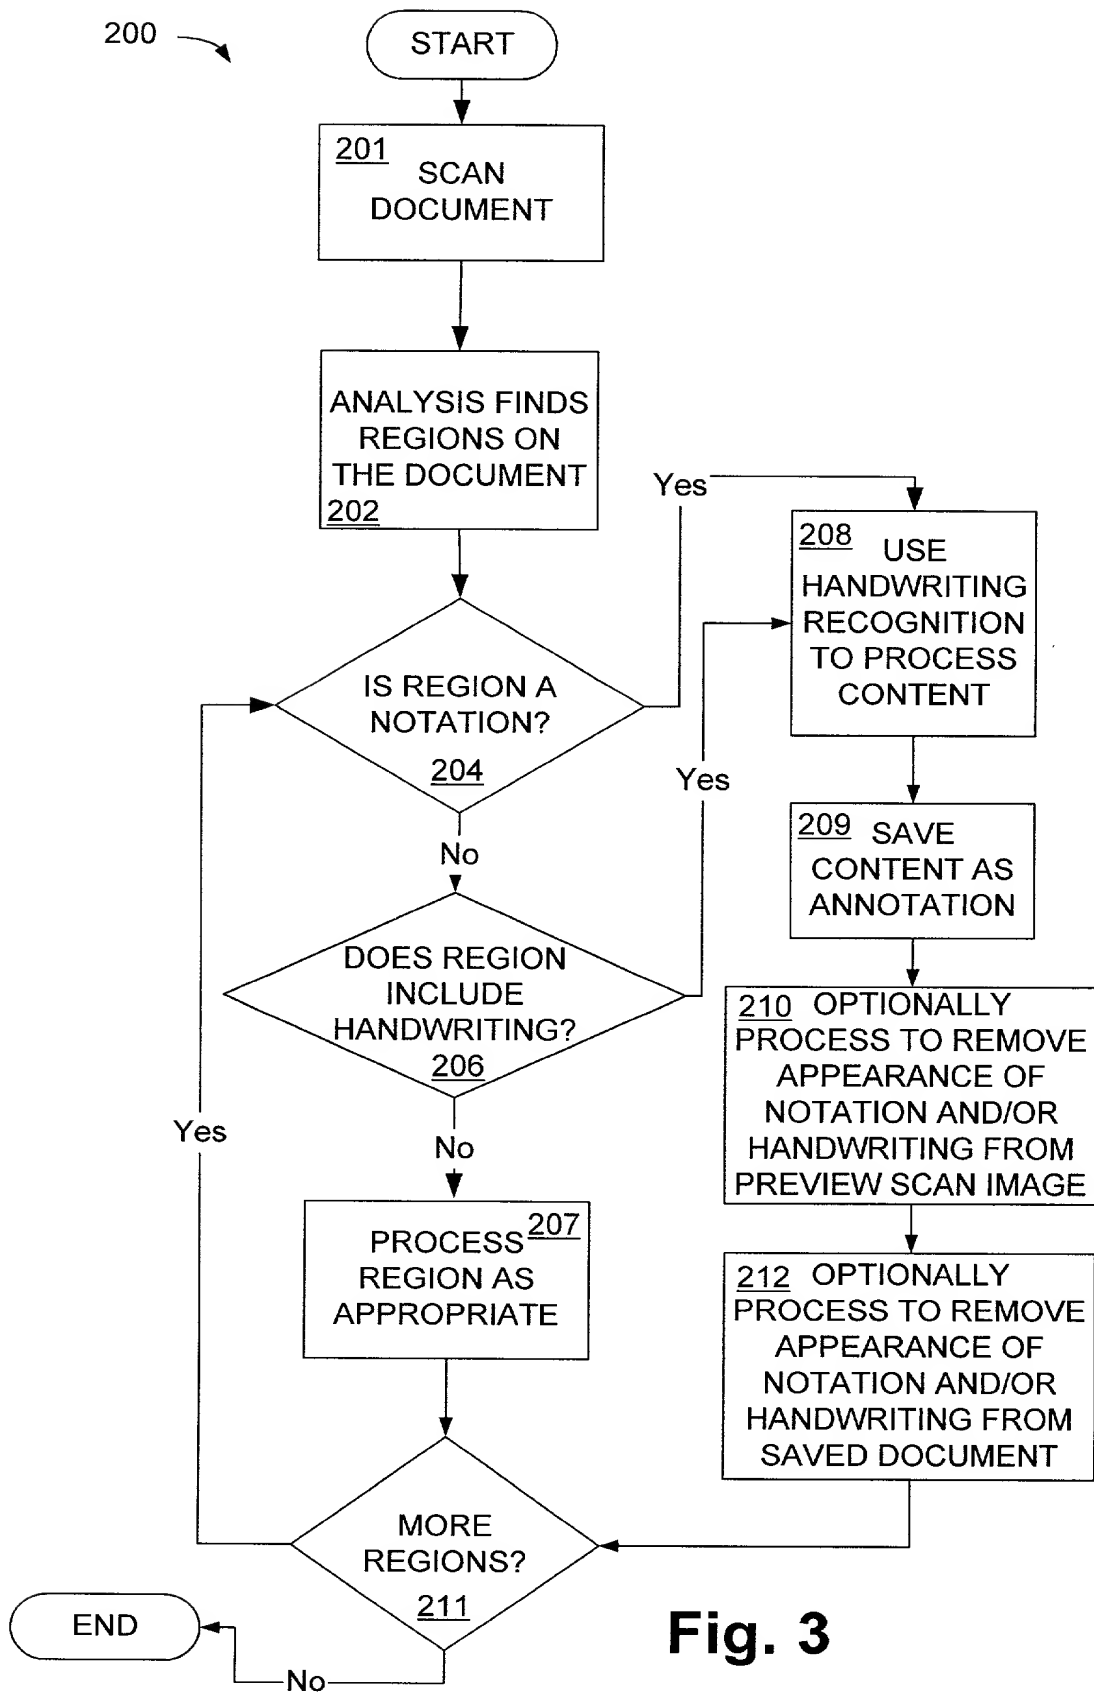 200
START
201
SCAN
DOCUMENT
ANALYSIS FINDS
REGIONS ON
THE DOCUMENT
202
Yes
IS REGION A
NOTATION?
204
No
Yes
DOES REGION
INCLUDE
HANDWRITING?
206
No
207
PROCESS
REGION AS
APPROPRIATE
208 USE
HANDWRITING
RECOGNITION
TO PROCESS
CONTENT
209 SAVE
CONTENT AS
ANNOTATION
210 OPTIONALLY
PROCESS TO REMOVE
APPEARANCE OF
NOTATION AND/OR
HANDWRITING FROM
PREVIEW SCAN IMAGE
212 OPTIONALLY
PROCESS TO REMOVE
APPEARANCE OF
NOTATION AND/OR
HANDWRITING FROM
SAVED DOCUMENT
Yes
MORE
REGIONS?
211
END
No
Fig. 3